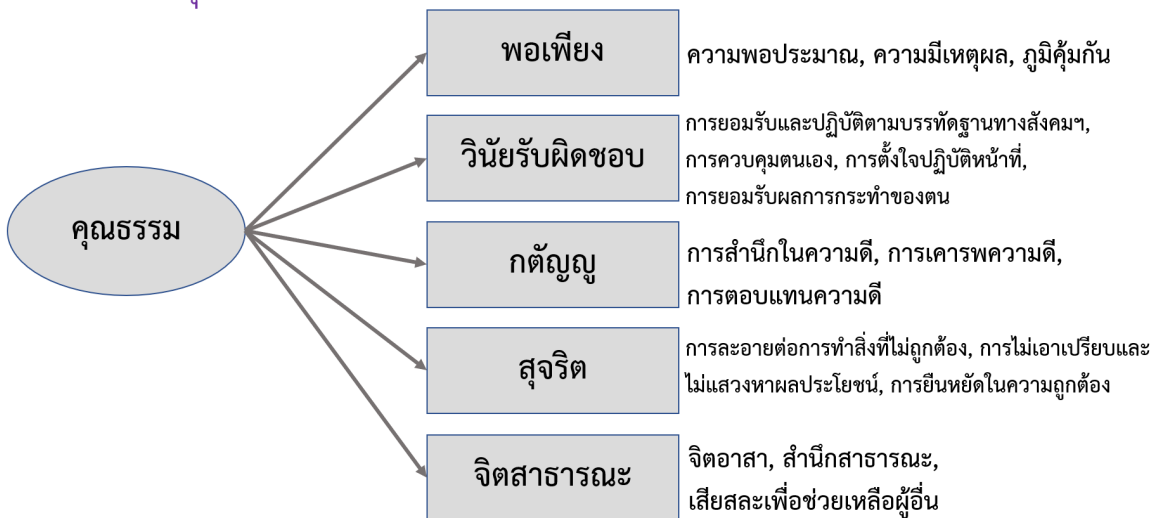 คุณธรรม
พอเพียง
ความพอประมาณ, ความมีเหตุผล, ภูมิคุ้มกัน
วินัยรับผิดชอบ
การยอมรับและปฏิบัติตามบรรทัดฐานทางสังคมฯ,
การควบคุมตนเอง, การตั้งใจปฏิบัติหน้าที่,
การยอมรับผลการกระทำของตน
กตัญญู
การสำนึกในความดี, การเคารพความดี,
การตอบแทนความดี
สุจริต
การละอายต่อการทำสิ่งที่ไม่ถูกต้อง, การไม่เอาเปรียบและ
ไม่แสวงหาผลประโยชน์, การยืนหยัดในความถูกต้อง
จิตสาธารณะ
จิตอาสา, สำนึกสาธารณะ,
เสียสละเพื่อช่วยเหลือผู้อื่น